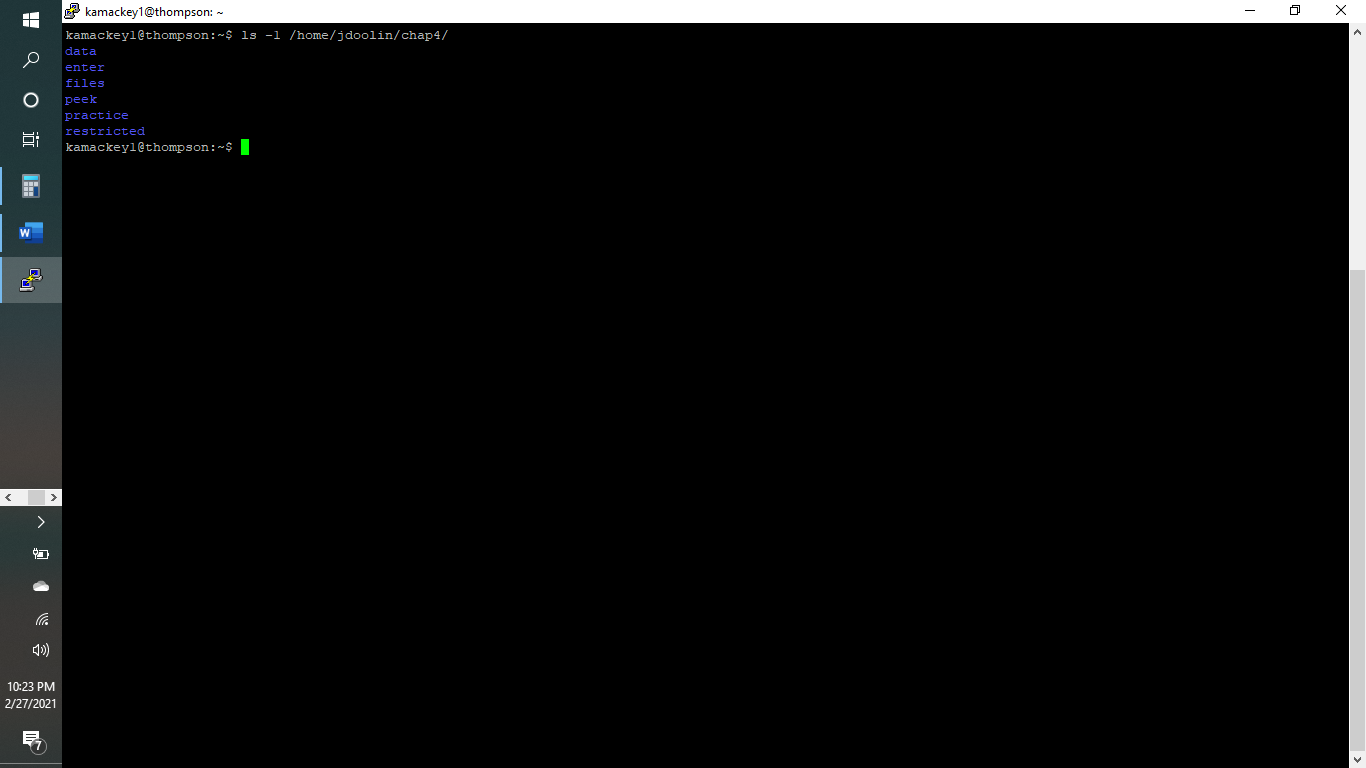 kamackey1@thompson: ~
kamackey1@thompson:~$ ls -1 /home/jdoolin/chap4/
data
enter
files
peek
practice
restricted
kamackey1@thompson:~$
W
10:23 PM
2/27/2021
7